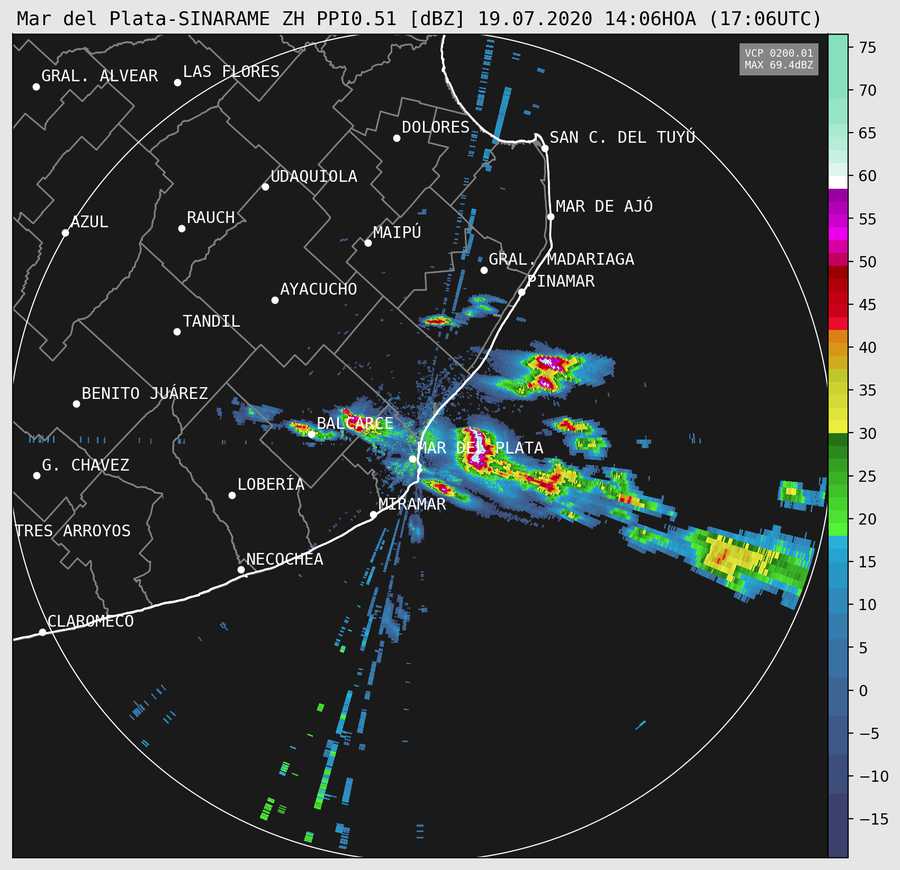 Mar del Plata-SINARAME ZH PPI0.51 [dBZ] 19.07.2020 14:06HOA (17:06UTC)
VCP 0200.01
MAX 69.4dBZ
GRAL. ALVEAR
LAS FLORES
DOLORES
SAN C. DEL TUYÚ
UDAQUIOLA
AZUL
RAUCH
MAIPÚ
MAR DE AJÓ
GRAL. MADARIAGA
PINAMAR
AYACUCHO
TANDIL
BENITO JUÁREZ
BALCARCE
MAR DEL PLATA
G. CHAVEZ
LOBERÍA
MIRAMAR
TRES ARROYOS
NECOCHEA
CLAROMECO
75
70
65
60
55
50
45
40
35
30
25
20
15
10
5
0
−5
−10
−15